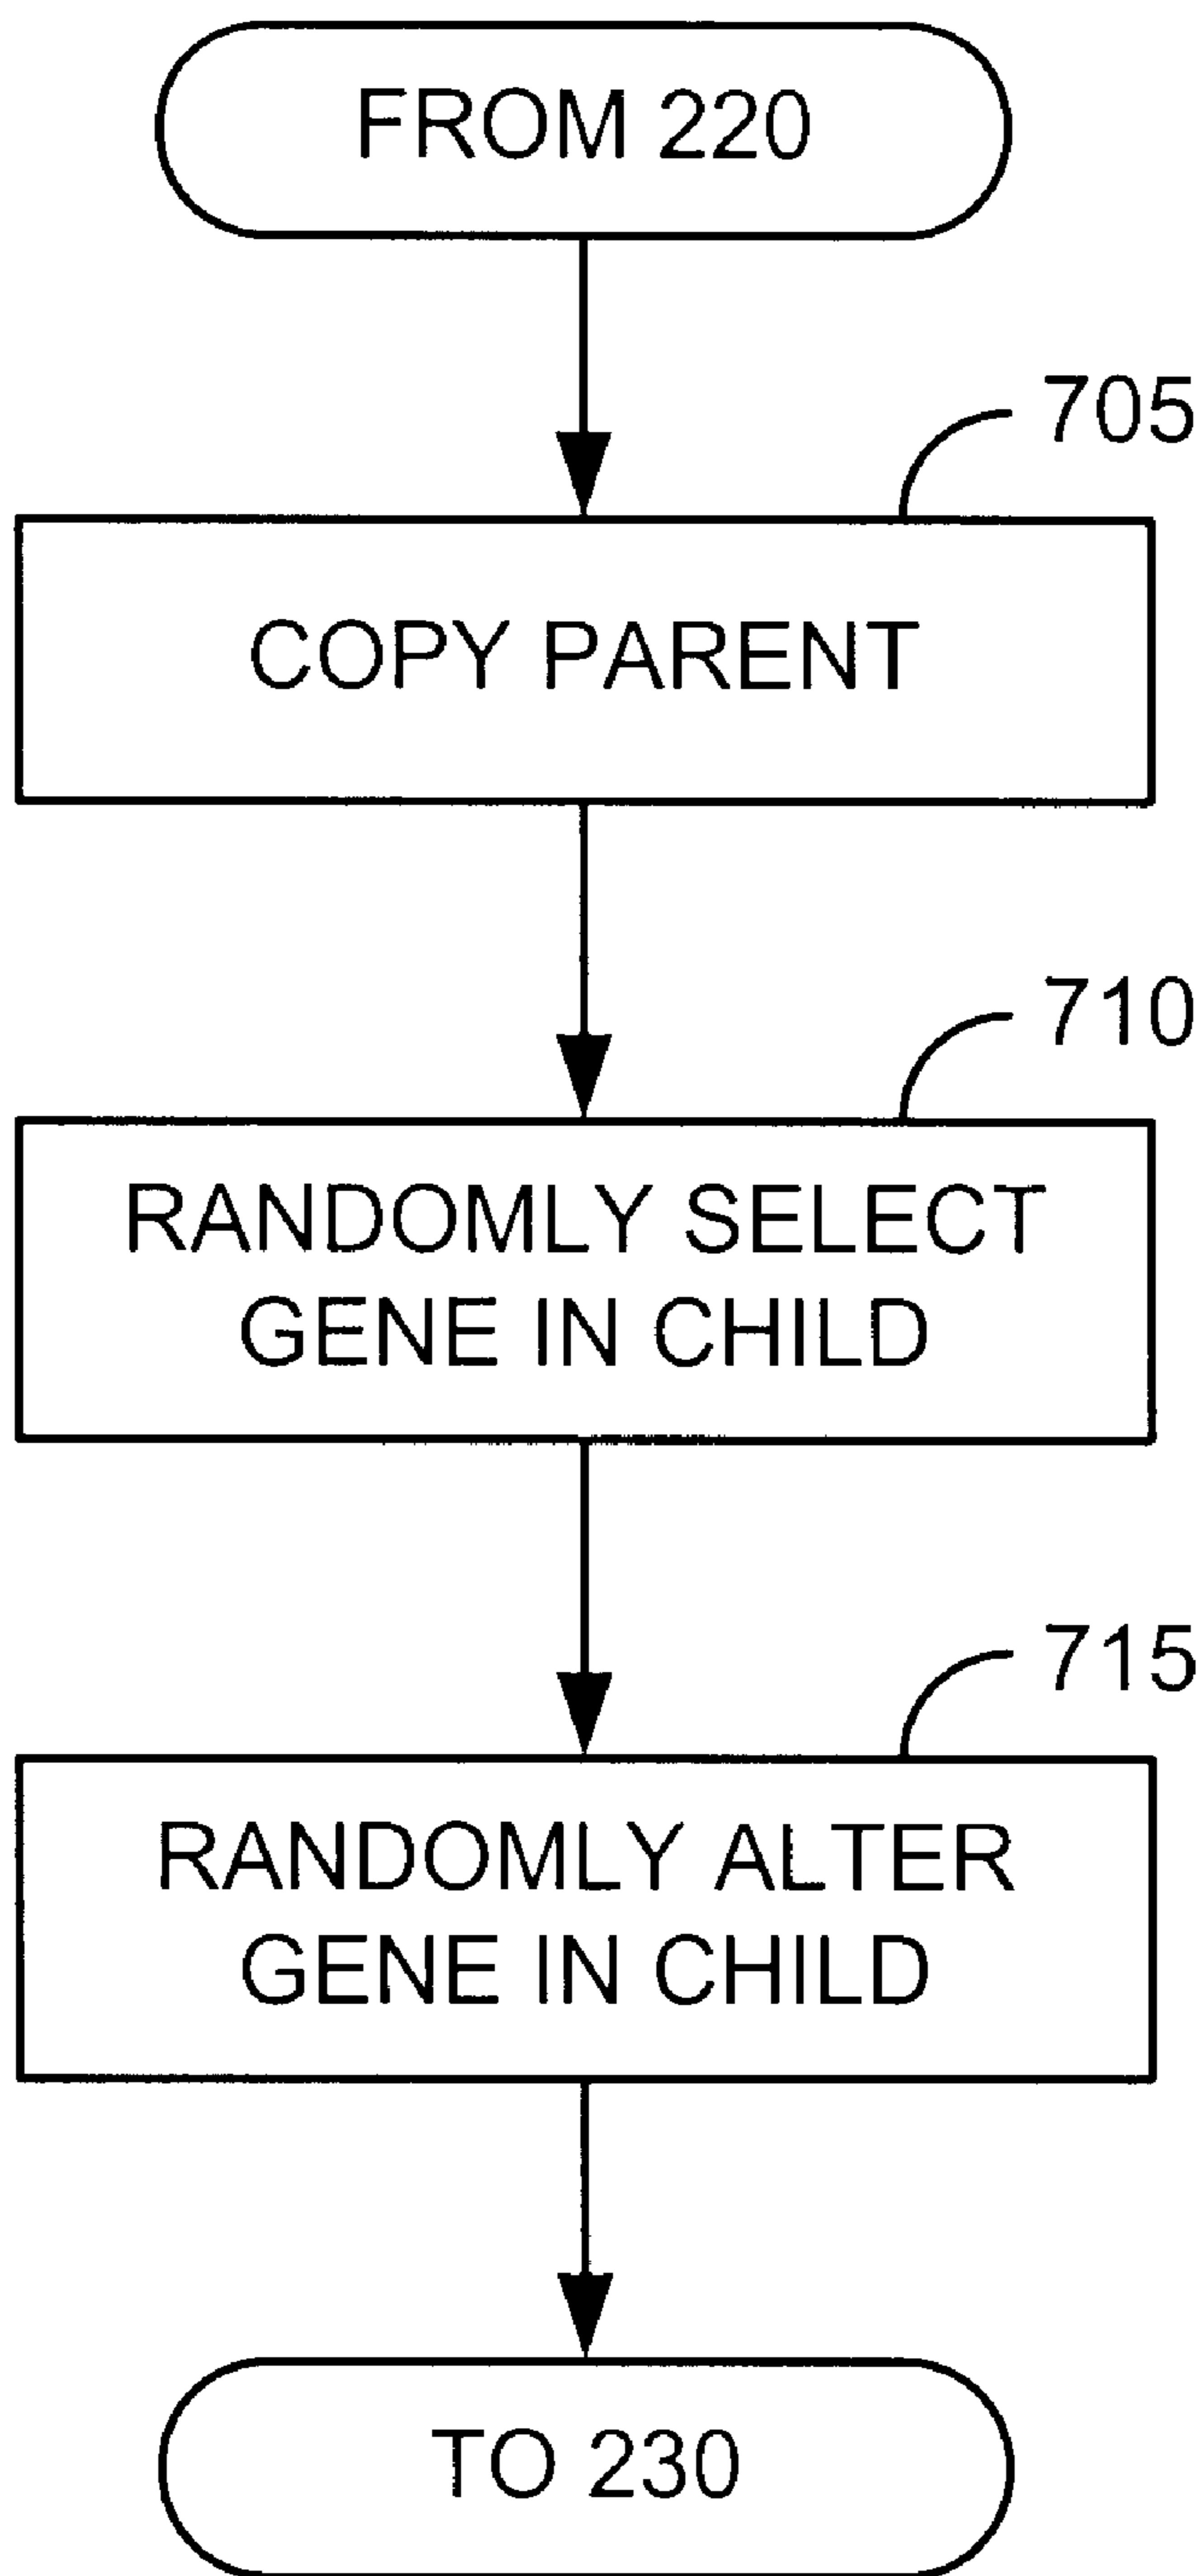 FROM 220
705
COPY PARENT
710
RANDOMLY SELECT
GENE IN CHILD
715
RANDOMLY ALTER
GENE IN CHILD
TO 230